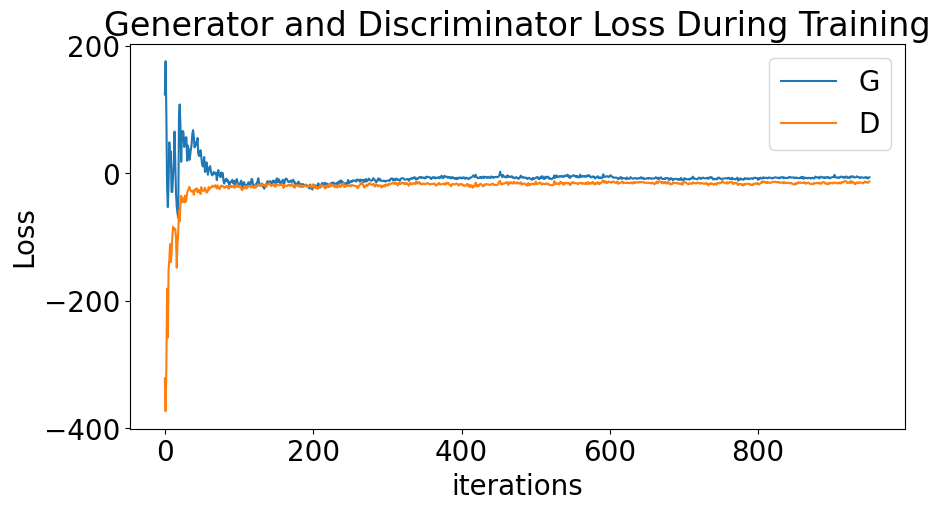 Generator and Discriminator Loss During Training
G
D
Loss
200
0
−200
−400
0
200
400
600
800
iterations